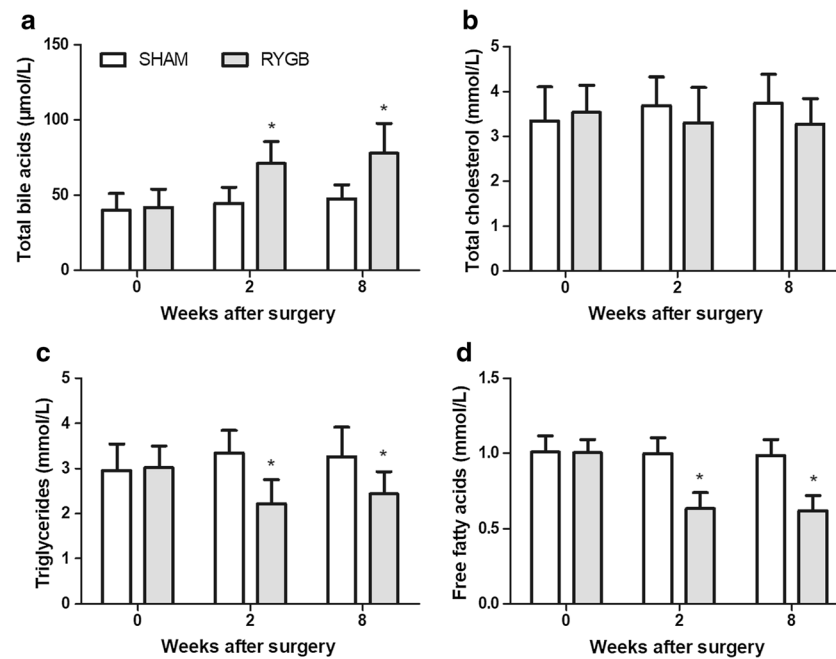 a
b
Total bile acids (µmol/L)
150
100
50
0
SHAM RYGB
*
*
0 2 8
Weeks after surgery
Total cholesterol (mmol/L)
5
4
3
2
1
0
0 2 8
Weeks after surgery
c
d
Triglycerides (mmol/L)
5
4
3
2
1
0
*
*
0 2 8
Weeks after surgery
Free fatty acids (mmol/L)
1.5
1.0
0.5
0.0
*
*
0 2 8
Weeks after surgery